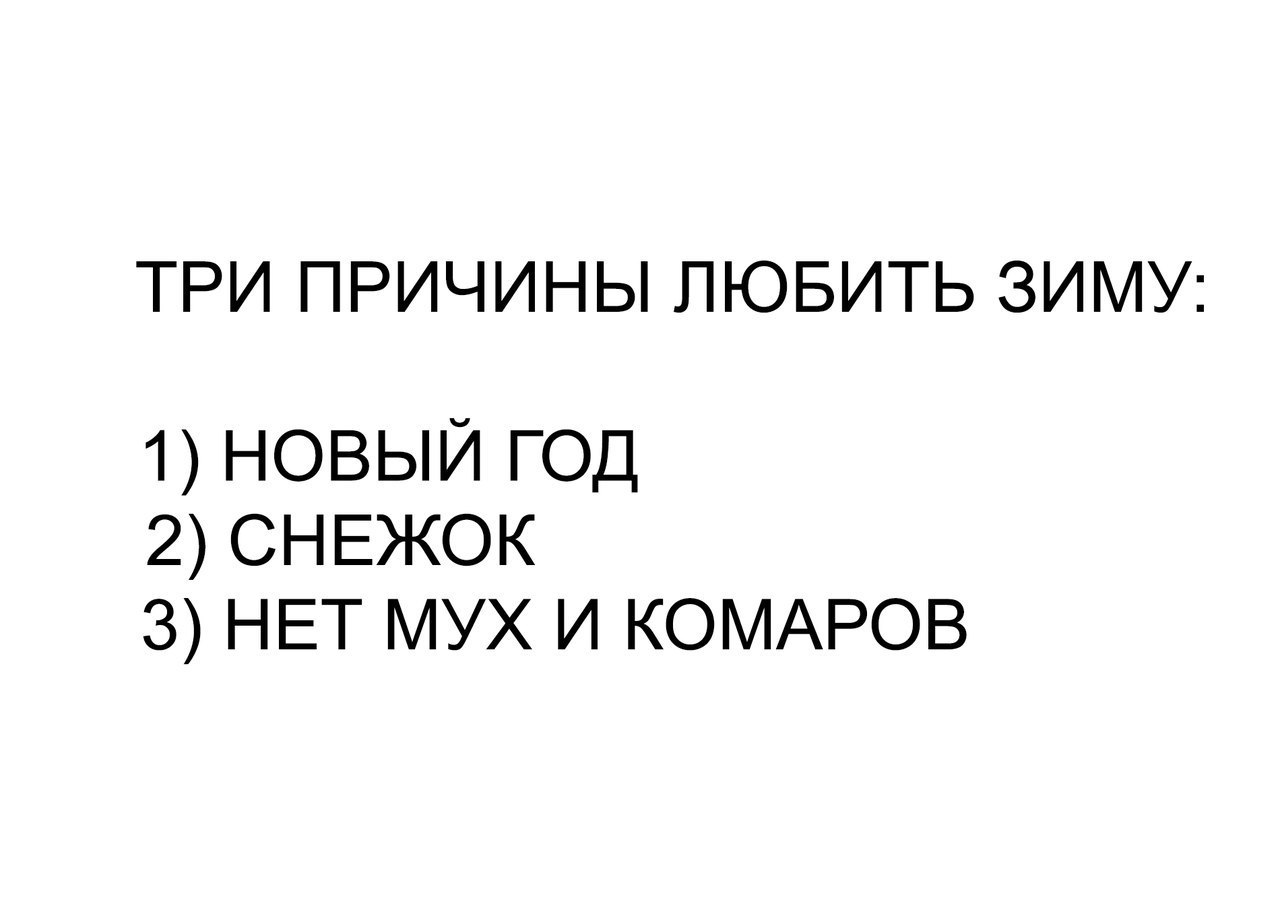 ТРИ ПРИЧИНЫ ЛЮБИТЬ ЗИМУ:
1) НОВЫЙ ГОД
2) СНЕЖОК
3) НЕТ МУХ И КОМАРОВ